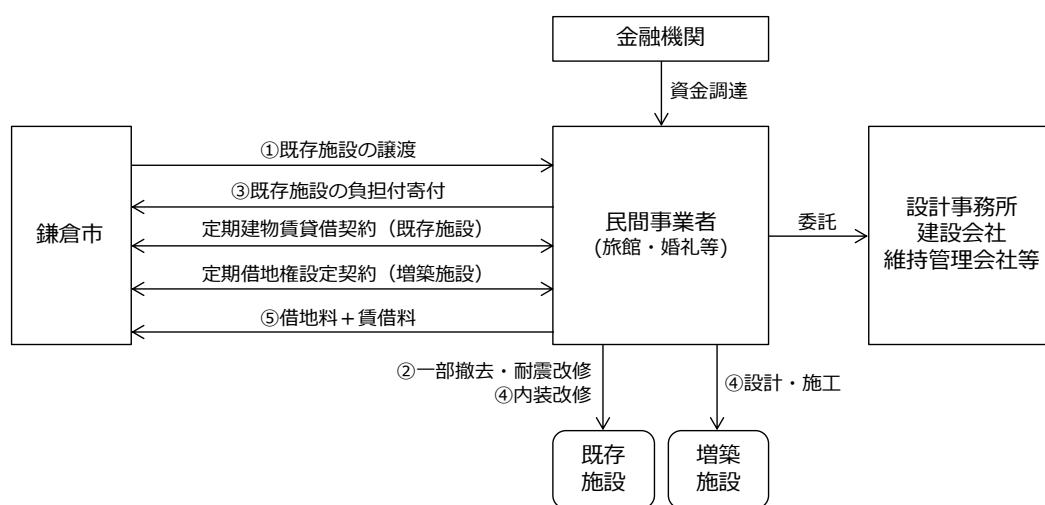 金融機関
資金調達
鎌倉市
①既存施設の譲渡
③既存施設の負担付寄付
定期建物賃貸借契約（既存施設）
定期借地権設定契約（増築施設）
⑤借地料＋賃借料
民間事業者
(旅館・婚礼等)
委託
設計事務所
建設会社
維持管理会社等
②一部撤去・耐震改修
④内装改修
④設計・施工
既存
施設
増築
施設